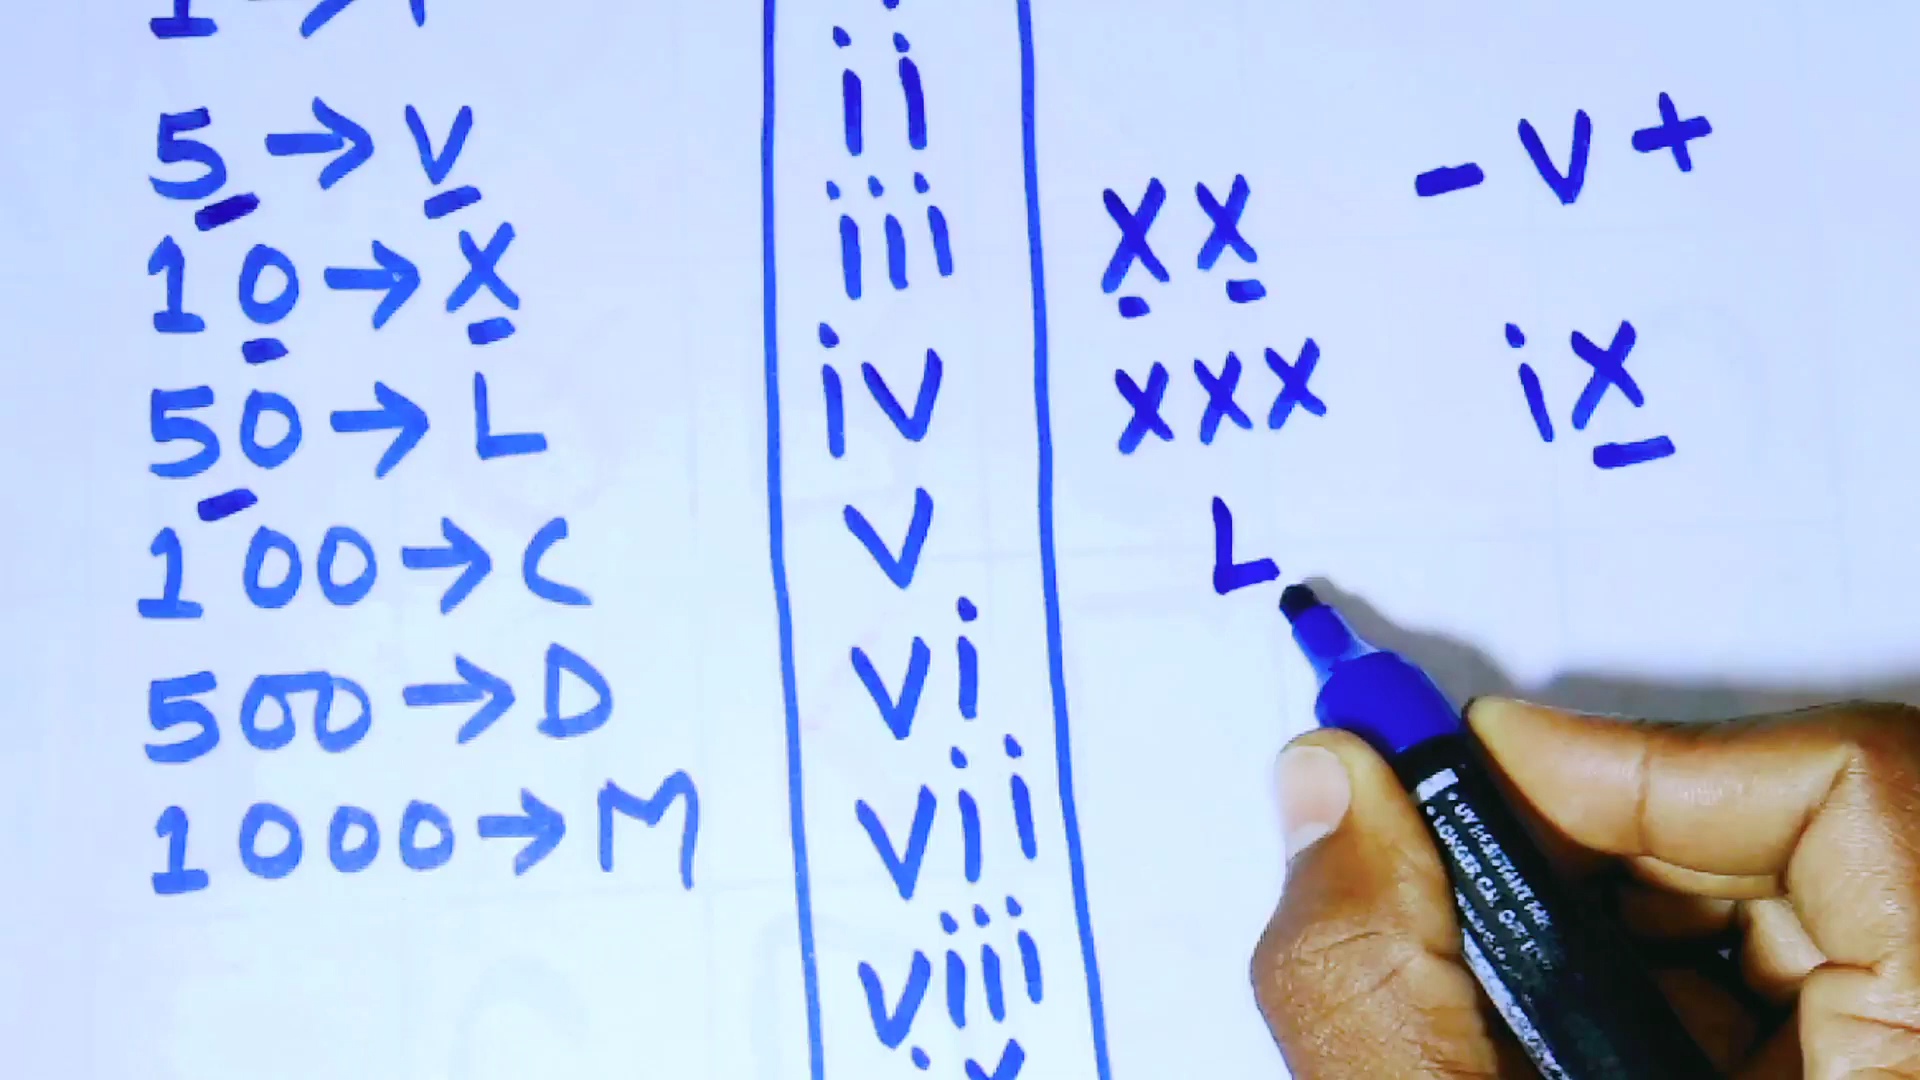 5 → V
10 → X
50 → L
100 → C
500 → D
1000 → M
ii
iii
iv
v
vi
vii
viii
XX
XXX
L
- V +
iX